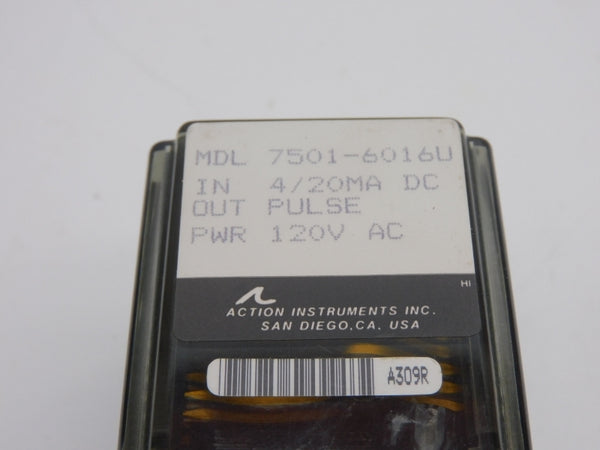 MDL 7501-6016U
IN 4/20MA DC
OUT PULSE
PWR 120V AC
HI
ACTION INSTRUMENTS INC.
SAN DIEGO, CA. USA
A309R